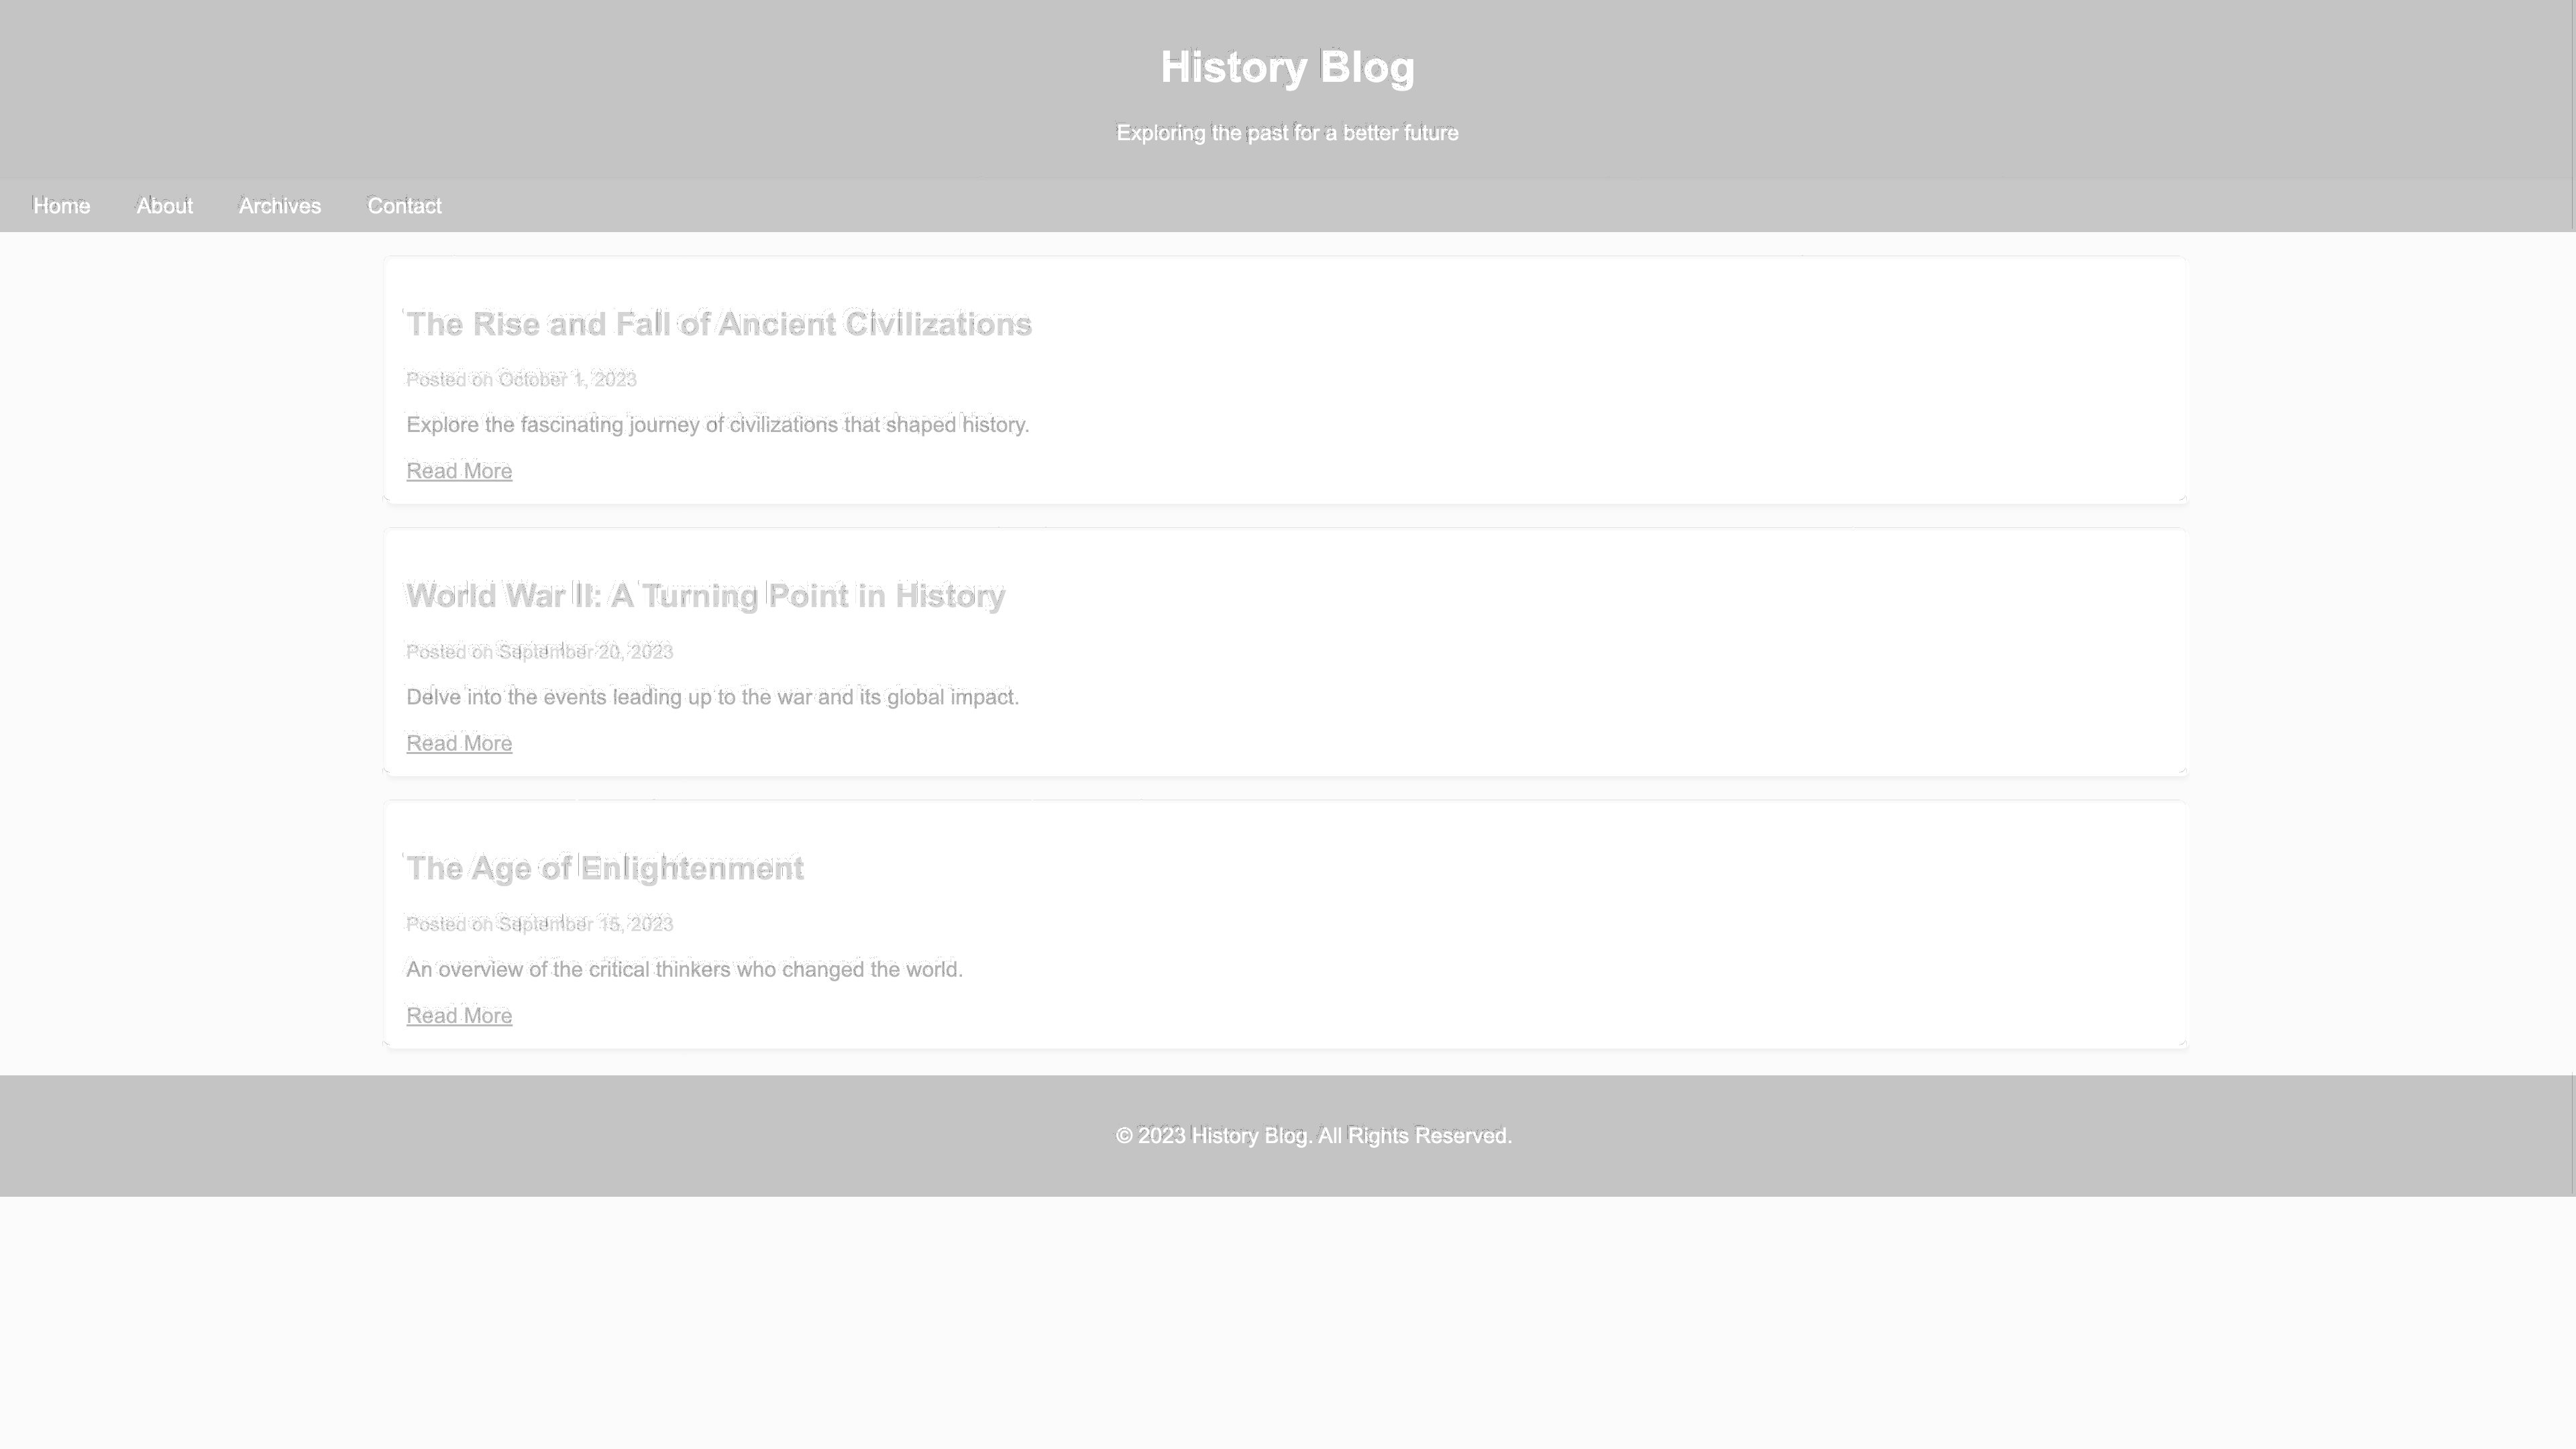 History Blog
Exploring the past for a better future
Home About Archives Contact
The Rise and Fall of Ancient Civilizations
Posted on October 1, 2023
Explore the fascinating journey of civilizations that shaped history.
Read More
World War II: A Turning Point in History
Posted on September 20, 2023
Delve into the events leading up to the war and its global impact.
Read More
The Age of Enlightenment
Posted on September 15, 2023
An overview of the critical thinkers who changed the world.
Read More
© 2023 History Blog. All Rights Reserved.